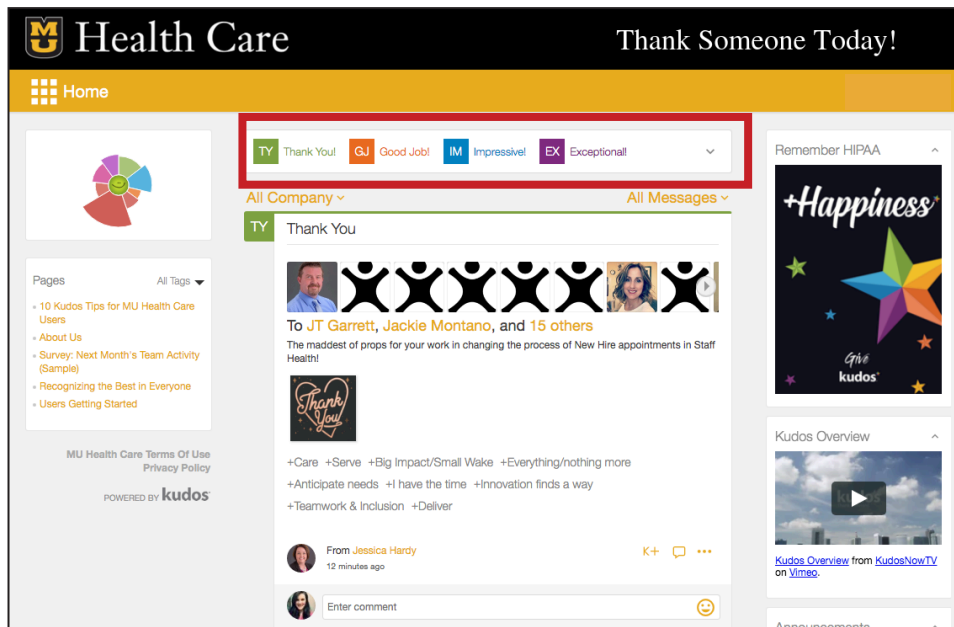 MU Health Care
Thank Someone Today!
Home
TY Thank You! GJ Good Job! IM Impressive! EX Exceptional!
All Company
All Messages
Pages
All Tags
10 Kudos Tips for MU Health Care
Users
About Us
Survey: Next Month's Team Activity
(Sample)
Recognizing the Best in Everyone
Users Getting Started
MU Health Care Terms Of Use
Privacy Policy
POWERED BY kudos
TY Thank You
To JT Garrett, Jackie Montano, and 15 others
The maddest of props for your work in changing the process of New Hire appointments in Staff
Health!
Thank
You
+Care +Serve +Big Impact/Small Wake +Everything/nothing more
+Anticipate needs +I have the time +Innovation finds a way
+Teamwork & Inclusion +Deliver
From Jessica Hardy
12 minutes ago
K+
Enter comment
Remember HIPAA
+Happiness+
Give
kudos
Kudos Overview
Kudos Overview from KudosNowTV
on Vimeo.
Announcements